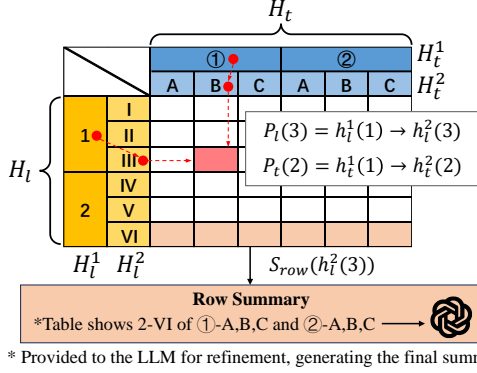 H_t
① ② H_t^1
A B C A B C H_t^2
H_l
1 I
II
III
2 IV
V
VI
P_l(3) = h_l^1(1) → h_l^2(3)
P_t(2) = h_t^1(1) → h_t^2(2)
H_l^1 H_l^2
S_row(h_l^2(3))
Row Summary
*Table shows 2-VI of ①-A,B,C and ②-A,B,C
* Provided to the LLM for refinement, generating the final summ